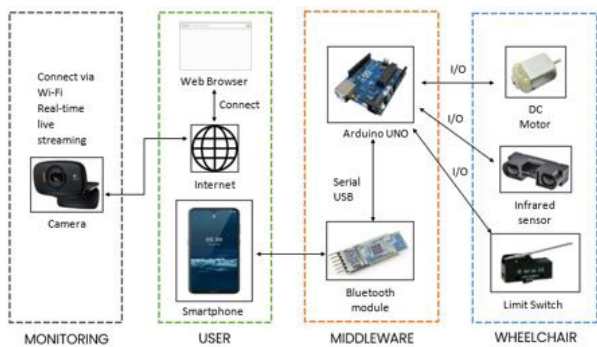 Connect via
Wi-Fi
Real-time
live
streaming
Camera
MONITORING
Web Browser
Connect
Internet
Smartphone
USER
Arduino UNO
Serial
USB
Bluetooth
module
MIDDLEWARE
I/O
I/O
I/O
DC
Motor
Infrared
sensor
Limit Switch
WHEELCHAIR